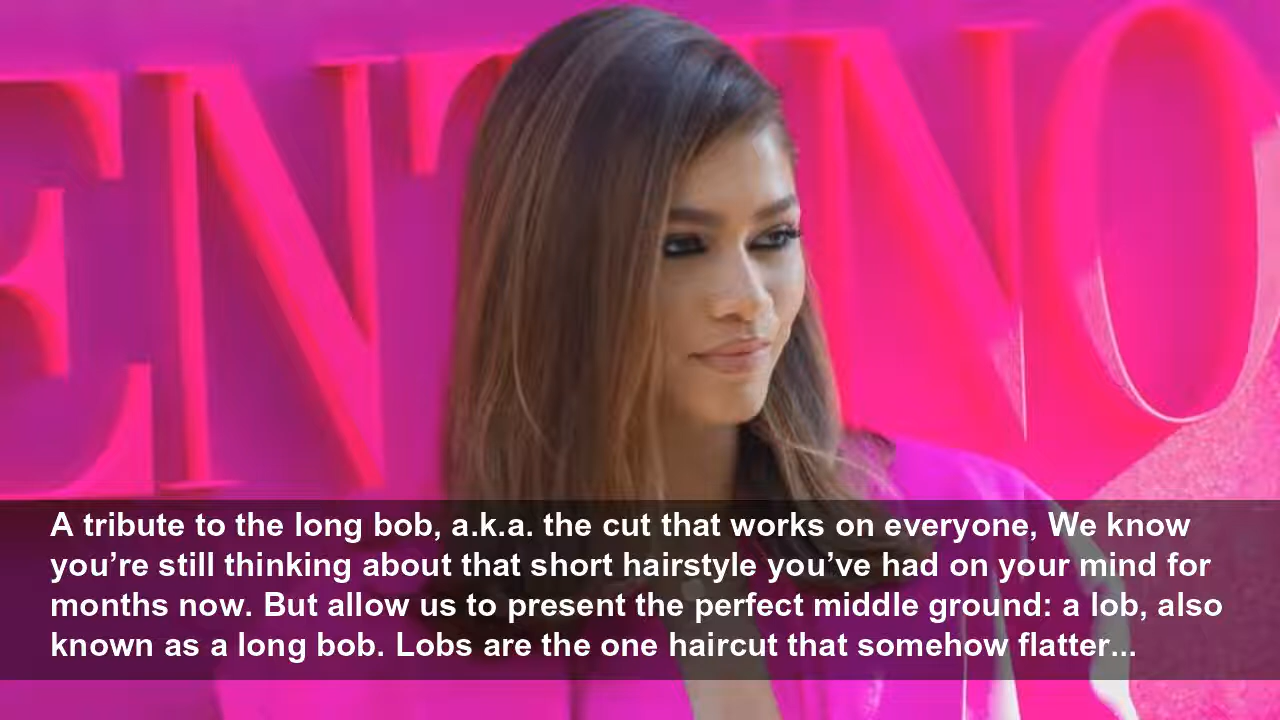 ENTINO
A tribute to the long bob, a.k.a. the cut that works on everyone, We know
you’re still thinking about that short hairstyle you’ve had on your mind for
months now. But allow us to present the perfect middle ground: a lob, also
known as a long bob. Lobs are the one haircut that somehow flatter...